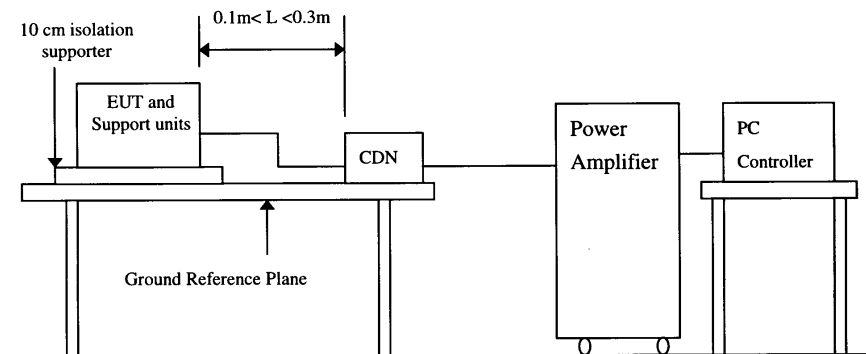 0.1m< L <0.3m
10 cm isolation
supporter
EUT and
Support units
CDN
Power
Amplifier
PC
Controller
Ground Reference Plane